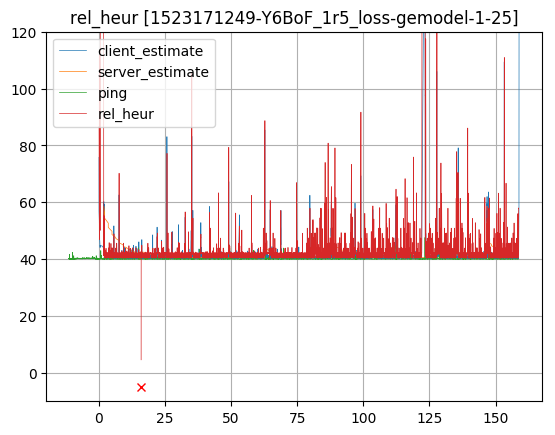 rel_heur [1523171249-Y6BoF_1r5_loss-gemodel-1-25]
120
100
80
60
40
20
0
client_estimate
server_estimate
ping
rel_heur
0 25 50 75 100 125 150